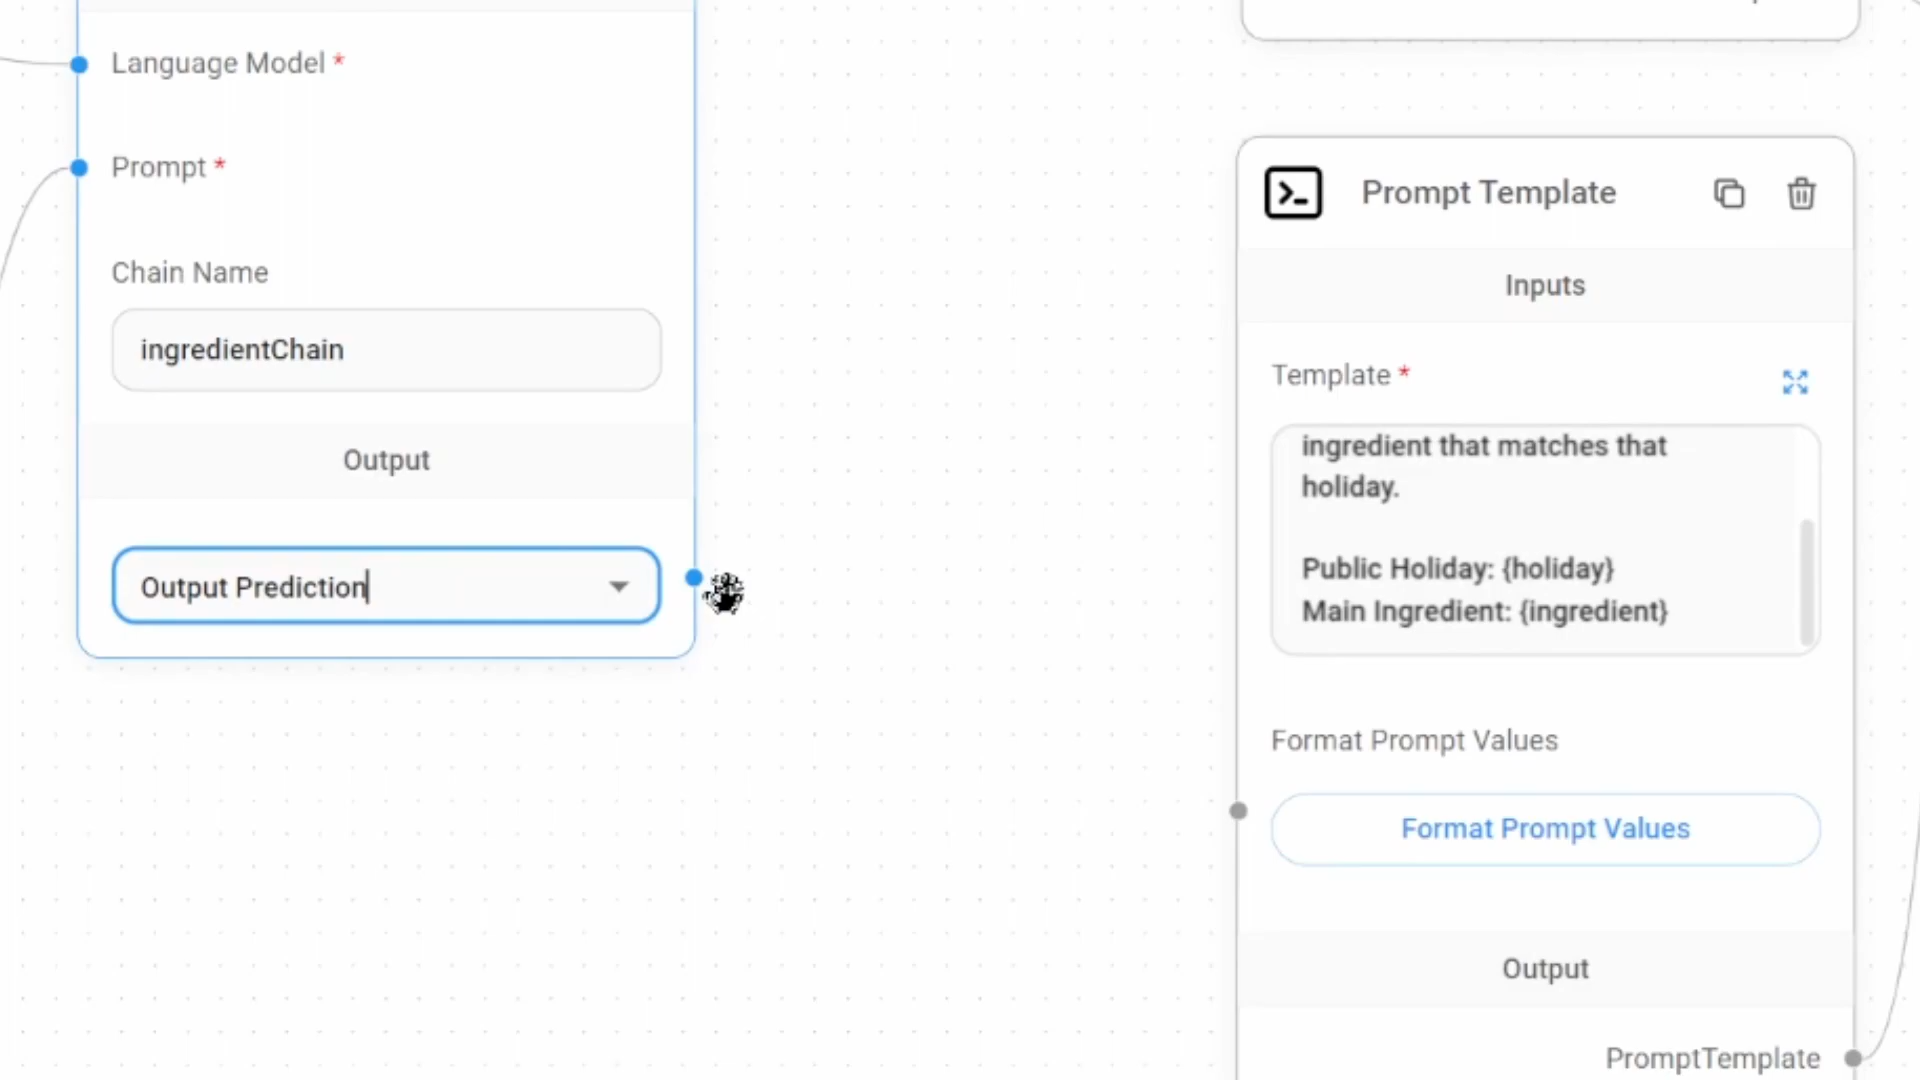 Language Model *
Prompt *
Chain Name
ingredientChain
Output
Output Prediction
Prompt Template
Inputs
Template *
ingredient that matches that
holiday.
Public Holiday: {holiday}
Main Ingredient: {ingredient}
Format Prompt Values
Format Prompt Values
Output
PromptTemplate